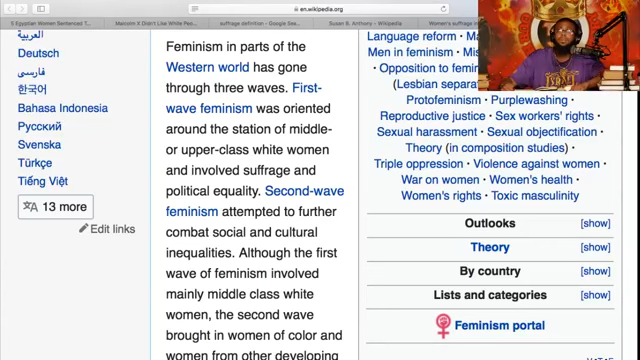 en.wikipedia.org
5 Egyptian Women Sentenced T...
Malcolm X Didn't Like White Peo...
suffrage definition - Google Sea...
Susan B. Anthony - Wikipedia
Women's suffrage in
العربية
Deutsch
فارسی
한국어
Bahasa Indonesia
Русский
Svenska
Türkçe
Tiếng Việt
13 more
Edit links
Feminism in parts of the
Western world has gone
through three waves. First-
wave feminism was oriented
around the station of middle-
or upper-class white women
and involved suffrage and
political equality. Second-wave
feminism attempted to further
combat social and cultural
inequalities. Although the first
wave of feminism involved
mainly middle class white
women, the second wave
brought in women of color and
women from other developing
Language reform •
Men in feminism •
• Opposition to
(Lesbian
Protofeminism • Purplewashing •
Reproductive justice • Sex workers' rights •
Sexual harassment • Sexual objectification •
Theory (in composition studies) •
Triple oppression • Violence against women •
War on women • Women's health •
Women's rights • Toxic masculinity
Outlooks [show]
Theory [show]
By country [show]
Lists and categories [show]
Feminism portal
V•T•E
ISRAEL